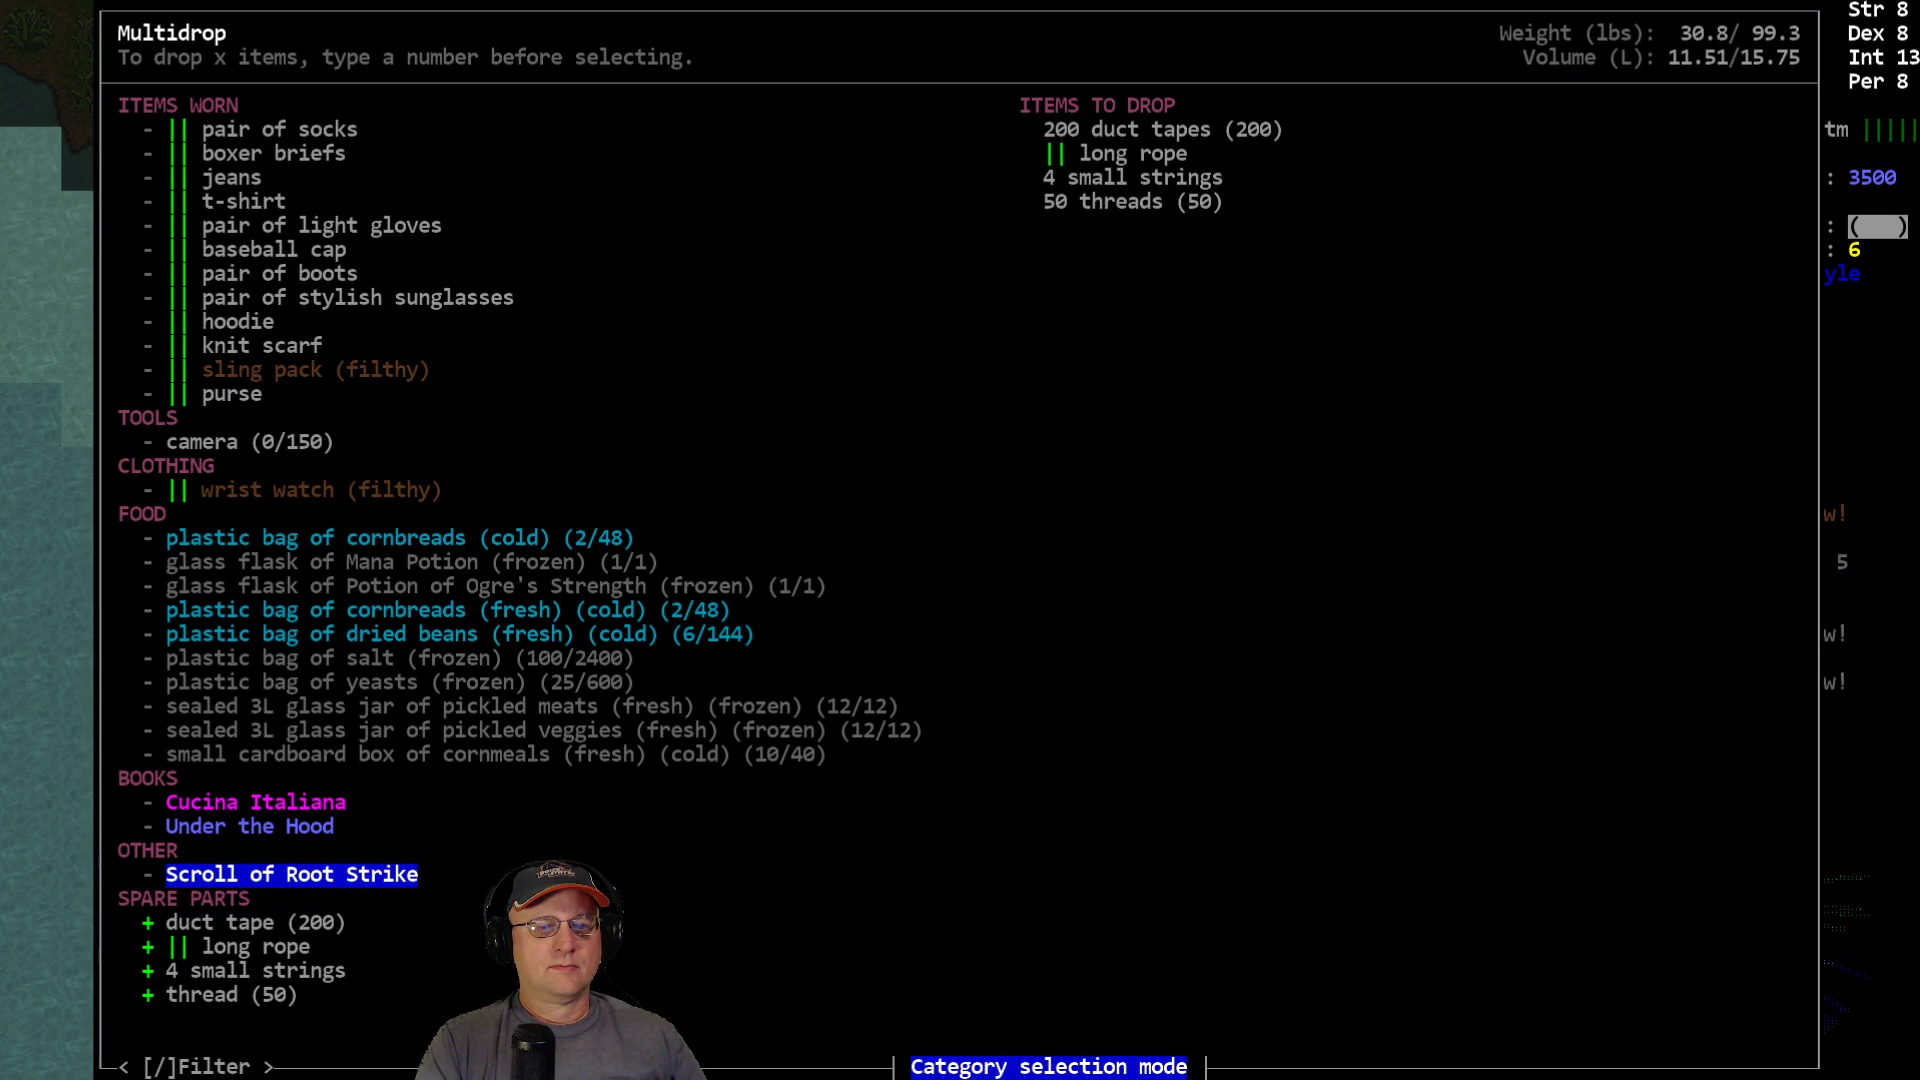 Multidrop
To drop x items, type a number before selecting.
Weight (lbs): 30.8/ 99.3
Volume (L): 11.51/15.75
Str 8
Dex 8
Int 13
Per 8
ITEMS WORN
- || pair of socks
- || boxer briefs
- || jeans
- || t-shirt
- || pair of light gloves
- || baseball cap
- || pair of boots
- || pair of stylish sunglasses
- || hoodie
- || knit scarf
- || sling pack (filthy)
- || purse
TOOLS
- camera (0/150)
CLOTHING
- || wrist watch (filthy)
FOOD
- plastic bag of cornbreads (cold) (2/48)
- glass flask of Mana Potion (frozen) (1/1)
- glass flask of Potion of Ogre's Strength (frozen) (1/1)
- plastic bag of cornbreads (fresh) (cold) (2/48)
- plastic bag of dried beans (fresh) (cold) (6/144)
- plastic bag of salt (frozen) (100/2400)
- plastic bag of yeasts (frozen) (25/600)
- sealed 3L glass jar of pickled meats (fresh) (frozen) (12/12)
- sealed 3L glass jar of pickled veggies (fresh) (frozen) (12/12)
- small cardboard box of cornmeals (fresh) (cold) (10/40)
BOOKS
- Cucina Italiana
- Under the Hood
OTHER
- Scroll of Root Strike
SPARE PARTS
+ duct tape (200)
+ || long rope
+ 4 small strings
+ thread (50)
ITEMS TO DROP
200 duct tapes (200)
|| long rope
4 small strings
50 threads (50)
tm |||||
: 3500
: ( )
: 6
yle
w!
5
w!
w!
< [/]Filter >
Category selection mode